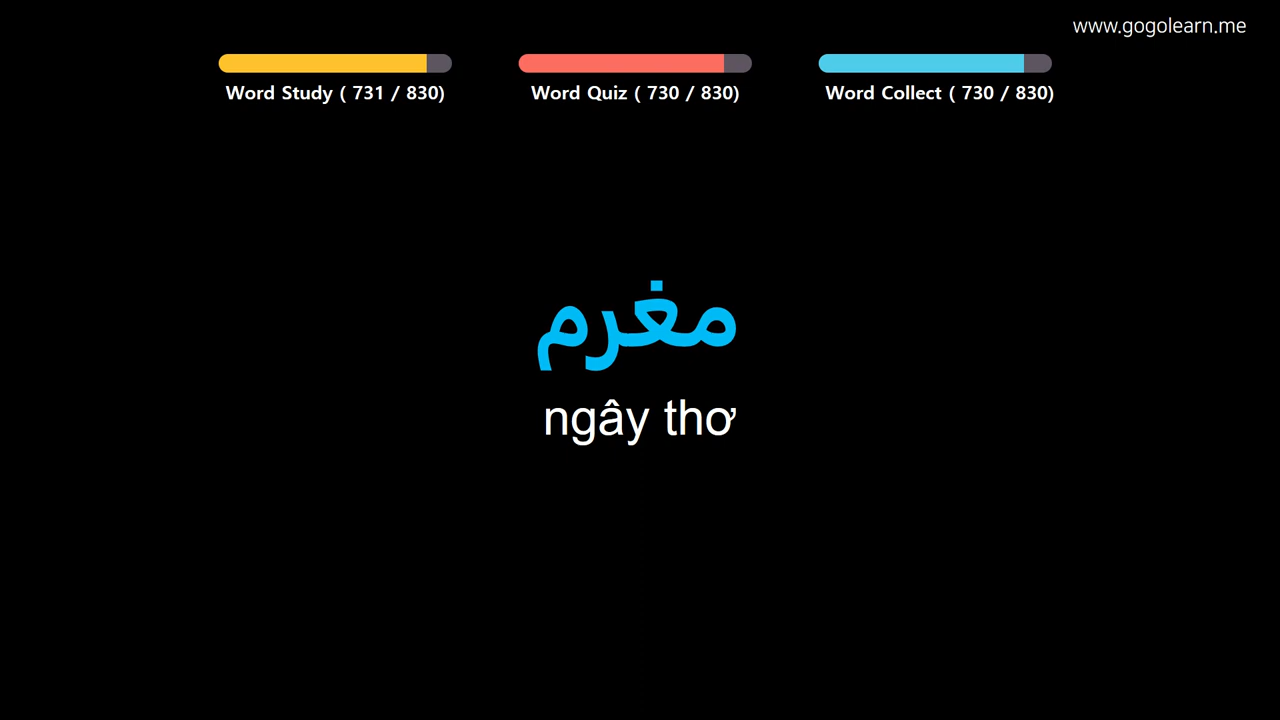 www.gogolearn.me
Word Study ( 731 / 830)
Word Quiz ( 730 / 830)
Word Collect ( 730 / 830)
مغرم
ngây thơ